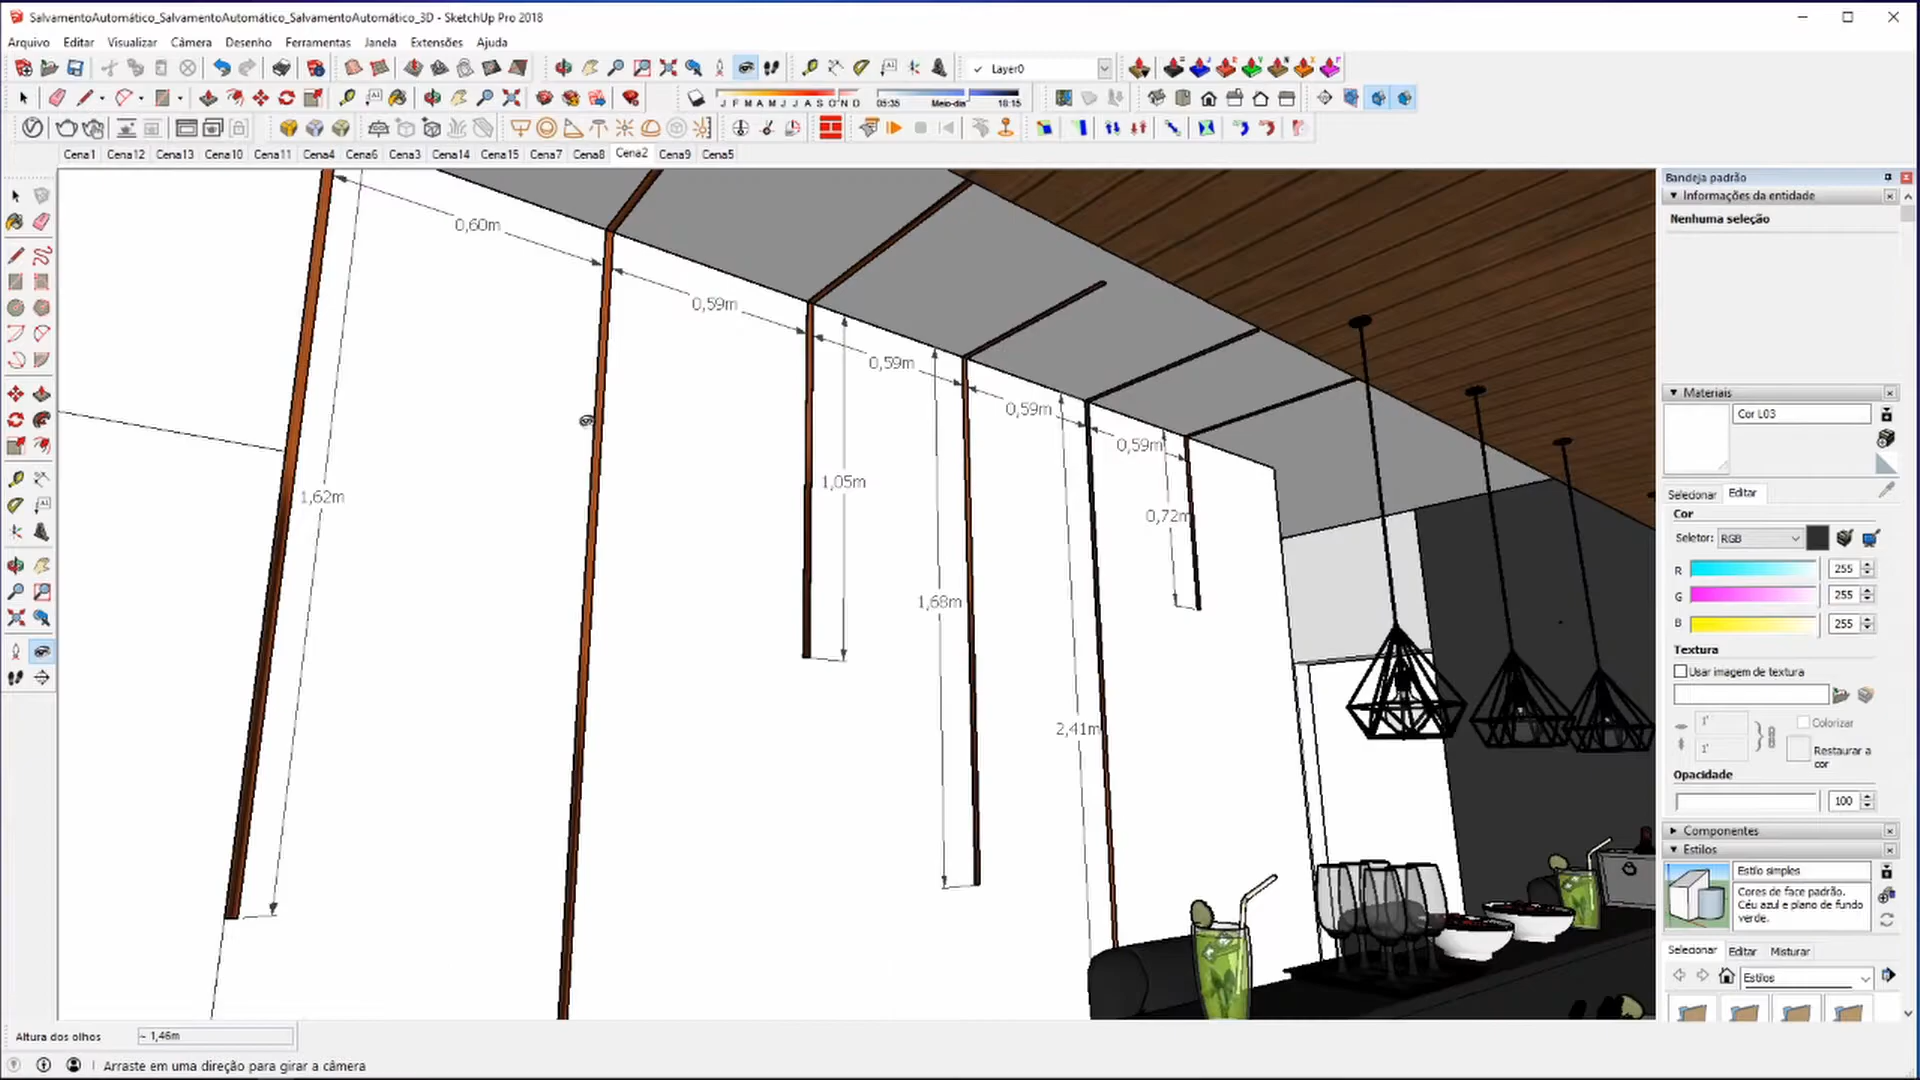 SalvamentoAutomático_SalvamentoAutomático_SalvamentoAutomático_3D - SketchUp Pro 2018
Arquivo Editar Visualizar Câmera Desenho Ferramentas Janela Extensões Ajuda
Layer0
J F M A M J J A S O N D
05:35 Meio-dia 18:15
Cena1 Cena12 Cena13 Cena10 Cena11 Cena4 Cena6 Cena3 Cena14 Cena15 Cena7 Cena8 Cena2 Cena9 Cena5
0,60m
0,59m
0,59m
0,59m
0,59m
1,62m
1,05m
0,72m
1,68m
2,41m
Bandeja padrão
Informações da entidade
Nenhuma seleção
Materiais
Cor L03
Selecionar Editar
Cor
Seletor: RGB
R 255
G 255
B 255
Textura
Usar imagem de textura
1'
Colorizar
1'
Restaurar a
cor
Opacidade
100
Componentes
Estilos
Estilo simples
Cores de face padrão.
Céu azul e plano de fundo
verde.
Selecionar Editar Misturar
Estilos
Altura dos olhos ~ 1,46m
Arraste em uma direção para girar a câmera